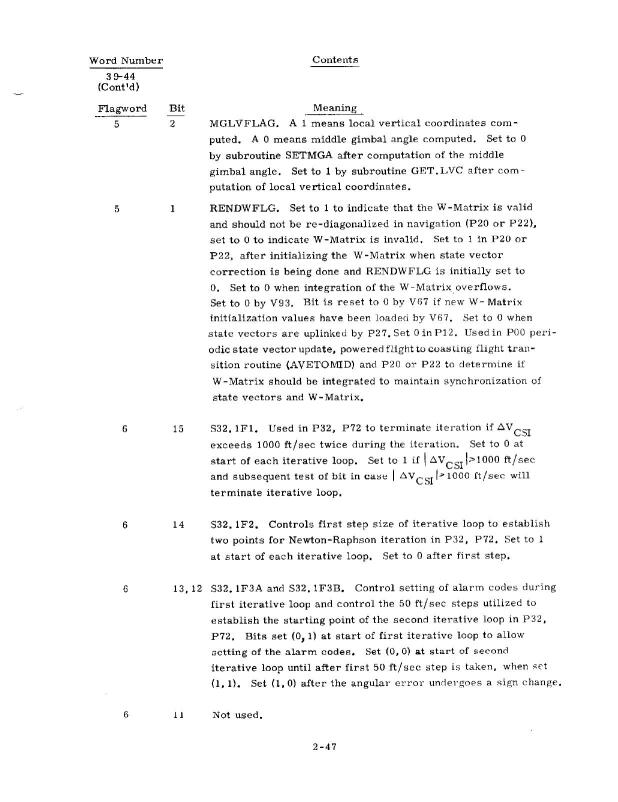 Word Number Contents
39-44
(Cont'd)
Flagword Bit Meaning
5 2 MGLVFLAG. A 1 means local vertical coordinates com-
puted. A 0 means middle gimbal angle computed. Set to 0
by subroutine SETMGA after computation of the middle
gimbal angle. Set to 1 by subroutine GET.LVC after com-
putation of local vertical coordinates.
5 1 RENDWFLG. Set to 1 to indicate that the W-Matrix is valid
and should not be re-diagonalized in navigation (P20 or P22),
set to 0 to indicate W-Matrix is invalid. Set to 1 in P20 or
P22, after initializing the W-Matrix when state vector
correction is being done and RENDWFLG is initially set to
0. Set to 0 when integration of the W-Matrix overflows.
Set to 0 by V93. Bit is reset to 0 by V67 if new W-Matrix
initialization values have been loaded by V67. Set to 0 when
state vectors are uplinked by P27. Set 0 in P12. Used in P00 peri-
odic state vector update, powered flight to coasting flight tran-
sition routine (AVETOMID) and P20 or P22 to determine if
W-Matrix should be integrated to maintain synchronization of
state vectors and W-Matrix.
6 15 S32.1F1. Used in P32, P72 to terminate iteration if ΔV_CSI
exceeds 1000 ft/sec twice during the iteration. Set to 0 at
start of each iterative loop. Set to 1 if |ΔV_CSI|>1000 ft/sec
and subsequent test of bit in case |ΔV_CSI|>1000 ft/sec will
terminate iterative loop.
6 14 S32.1F2. Controls first step size of iterative loop to establish
two points for Newton-Raphson iteration in P32, P72. Set to 1
at start of each iterative loop. Set to 0 after first step.
6 13,12 S32.1F3A and S32.1F3B. Control setting of alarm codes during
first iterative loop and control the 50 ft/sec steps utilized to
establish the starting point of the second iterative loop in P32,
P72. Bits set (0,1) at start of first iterative loop to allow
setting of the alarm codes. Set (0,0) at start of second
iterative loop until after first 50 ft/sec step is taken, when set
(1,1). Set (1,0) after the angular error undergoes a sign change.
6 11 Not used.
2-47